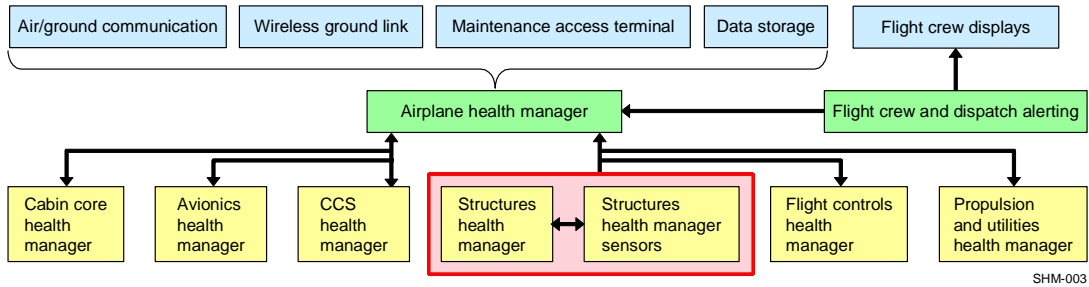 Air/ground communication
Wireless ground link
Maintenance access terminal
Data storage
Flight crew displays
Airplane health manager
Flight crew and dispatch alerting
Cabin core
health
manager
Avionics
health
manager
CCS
health
manager
Structures
health
manager
Structures
health manager
sensors
Flight controls
health
manager
Propulsion
and utilities
health manager
SHM-003